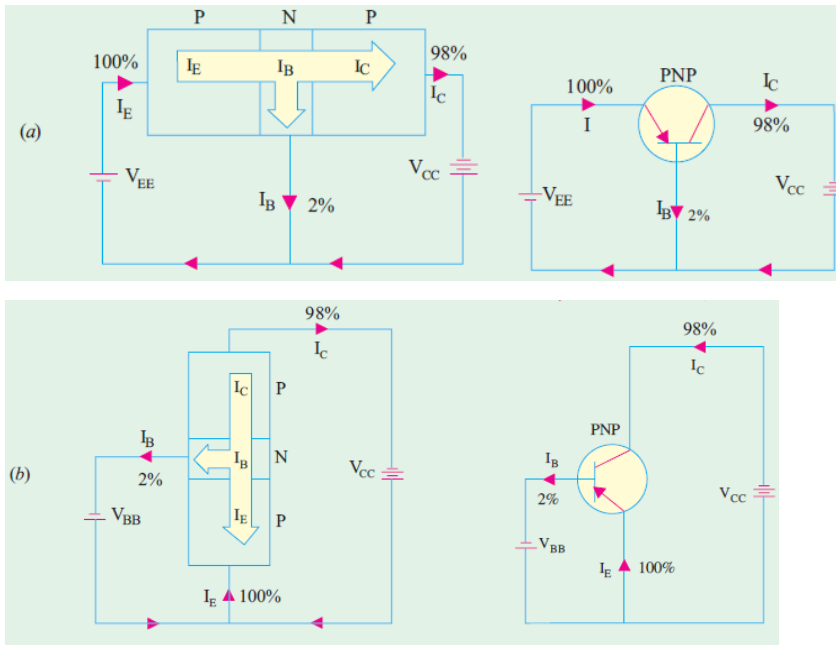 P N P
100% I_E I_B I_C 98%
I_E I_C
(a)
V_EE V_CC
I_B 2%
PNP
100% I_C
I 98%
V_EE V_CC
I_B 2%
98%
I_C
I_C P
I_B
2%
I_B N
(b)
V_CC
V_BB
I_E P
I_E 100%
98%
I_C
PNP
I_B
2%
V_CC
V_BB
I_E 100%